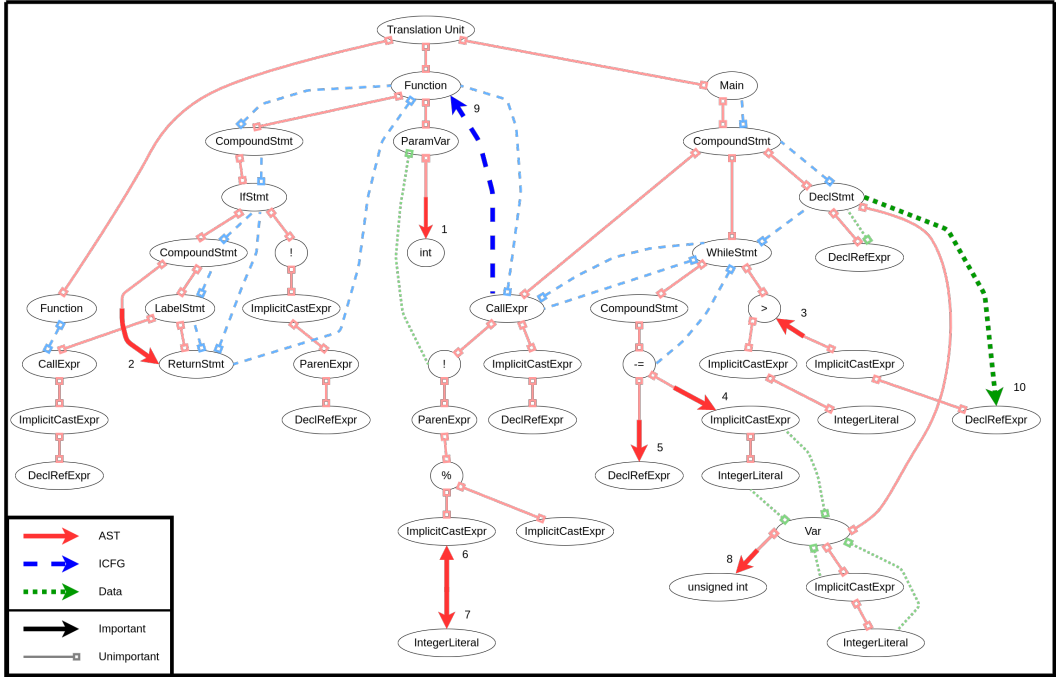 Translation Unit
Function
9
Main
CompoundStmt
ParamVar
CompoundStmt
IfStmt
DeclStmt
1
CompoundStmt
!
int
WhileStmt
DeclRefExpr
Function
LabelStmt
ImplicitCastExpr
CallExpr
CompoundStmt
>
3
CallExpr
2
ReturnStmt
ParenExpr
!
ImplicitCastExpr
-=
ImplicitCastExpr
ImplicitCastExpr
10
4
ImplicitCastExpr
DeclRefExpr
ParenExpr
DeclRefExpr
ImplicitCastExpr
IntegerLiteral
DeclRefExpr
5
DeclRefExpr
%
DeclRefExpr
IntegerLiteral
ImplicitCastExpr
ImplicitCastExpr
Var
AST
6
8
ICFG
unsigned int
ImplicitCastExpr
Data
7
Important
IntegerLiteral
IntegerLiteral
Unimportant